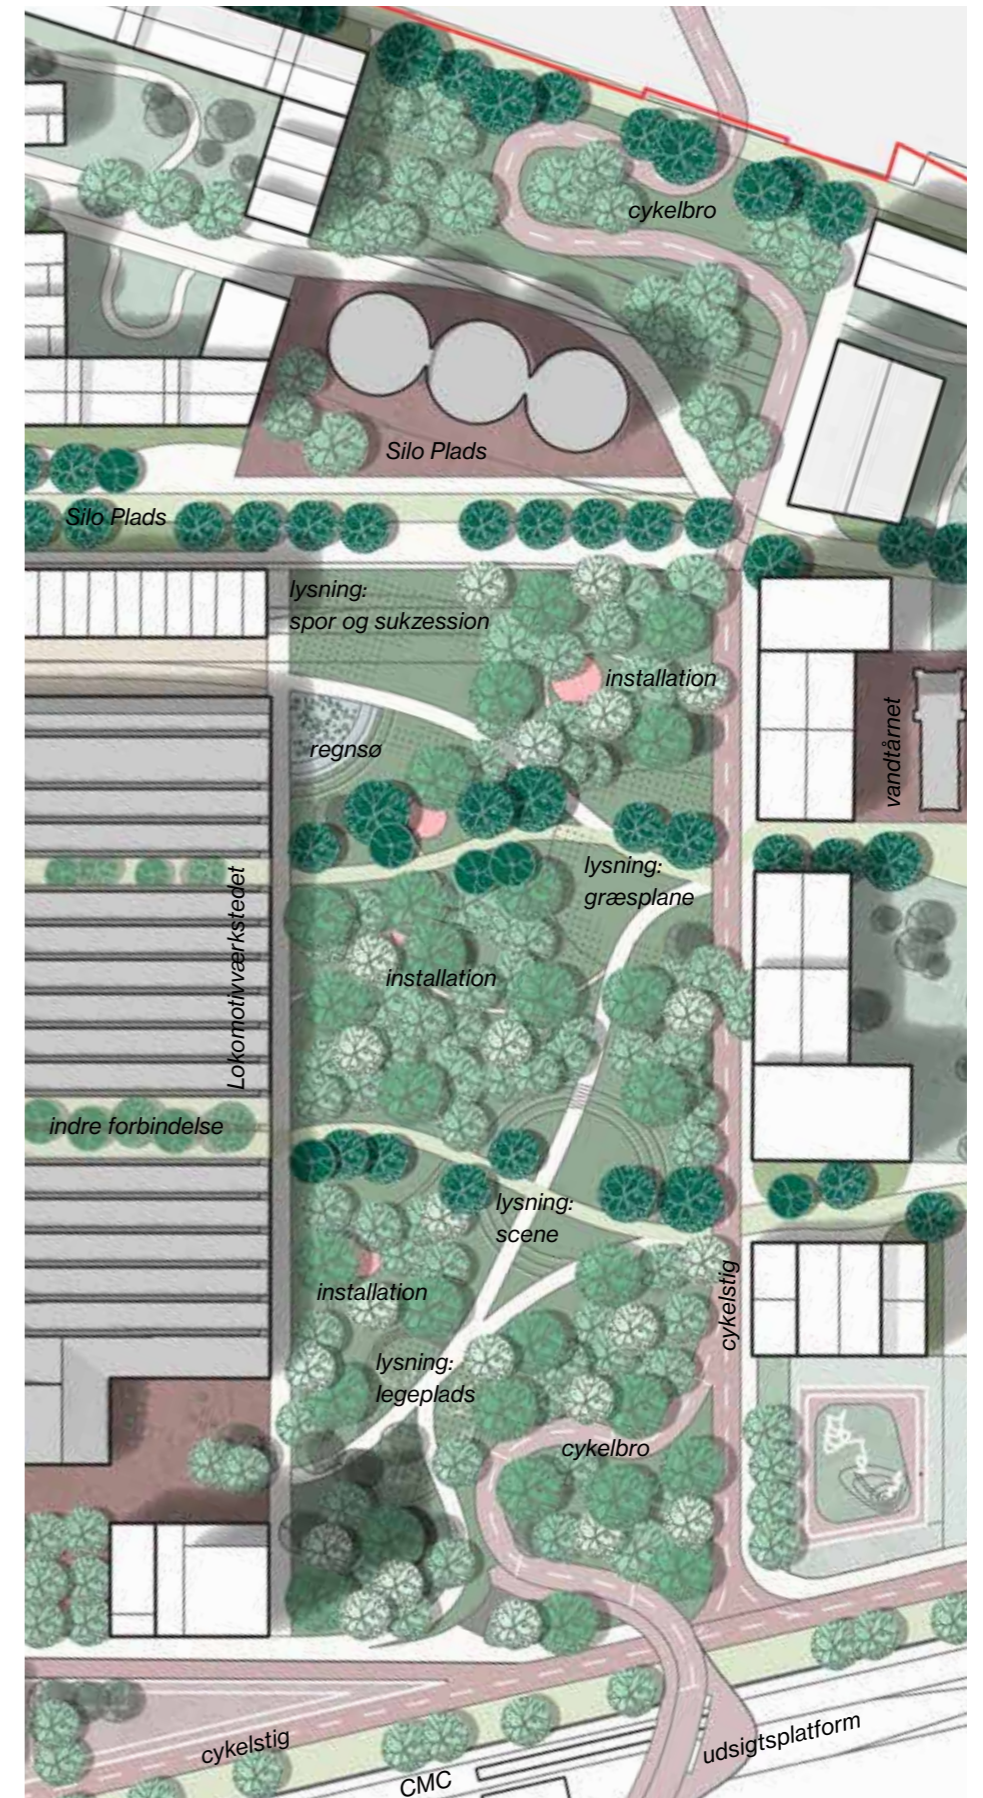 cykelbro
Silo Plads
Silo Plads
lysning:
spor og sukzession
installation
regnsø
vandtårnet
lysning:
græsplane
Lokomotivværkstedet
installation
indre forbindelse
lysning:
scene
installation
cykelstig
lysning:
legeplads
cykelbro
cykelstig
udsigtsplatform
CMC